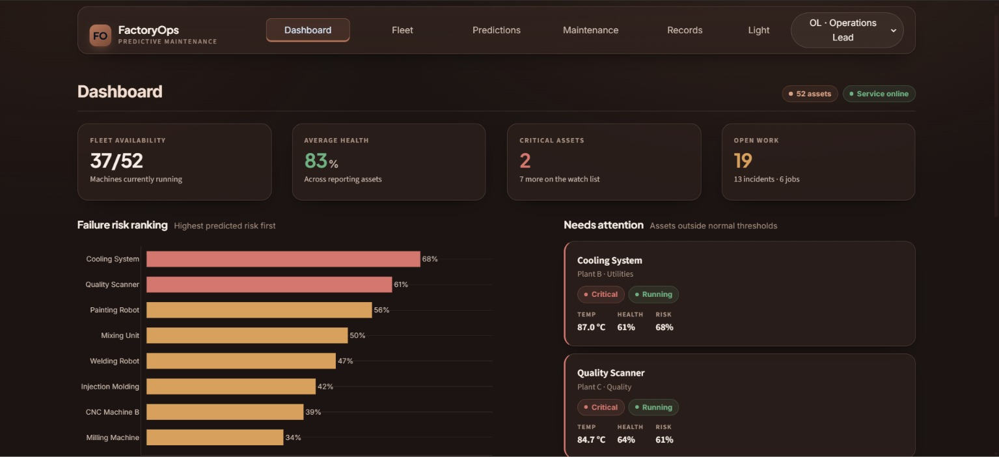 FO
FactoryOps
PREDICTIVE MAINTENANCE
Dashboard
Fleet
Predictions
Maintenance
Records
Light
OL · Operations
Lead
Dashboard
52 assets
Service online
FLEET AVAILABILITY
37/52
Machines currently running
AVERAGE HEALTH
83%
Across reporting assets
CRITICAL ASSETS
2
7 more on the watch list
OPEN WORK
19
13 incidents · 6 jobs
Failure risk ranking Highest predicted risk first
Cooling System 68%
Quality Scanner 61%
Painting Robot 56%
Mixing Unit 50%
Welding Robot 47%
Injection Molding 42%
CNC Machine B 39%
Milling Machine 34%
Needs attention Assets outside normal thresholds
Cooling System
Plant B · Utilities
Critical Running
TEMP HEALTH RISK
87.0 °C 61% 68%
Quality Scanner
Plant C · Quality
Critical Running
TEMP HEALTH RISK
84.7 °C 64% 61%